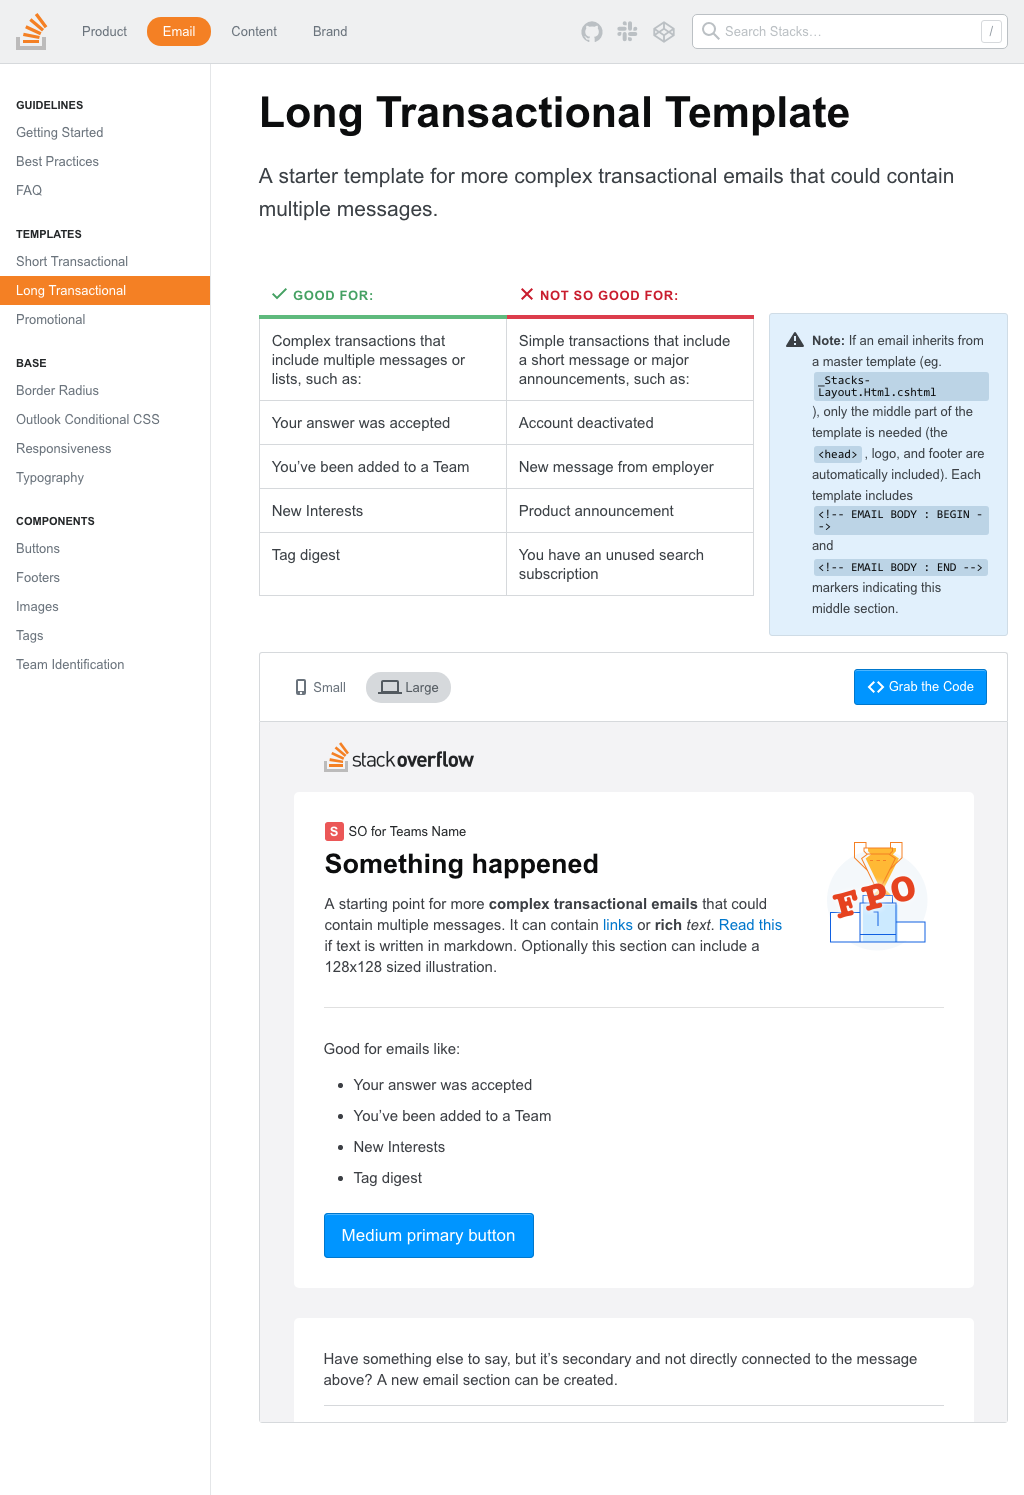 Product
Email
Content
Brand
Search Stacks...
/
GUIDELINES
Getting Started
Best Practices
FAQ
TEMPLATES
Short Transactional
Long Transactional
Promotional
BASE
Border Radius
Outlook Conditional CSS
Responsiveness
Typography
COMPONENTS
Buttons
Footers
Images
Tags
Team Identification
Long Transactional Template
A starter template for more complex transactional emails that could contain
multiple messages.
GOOD FOR:
NOT SO GOOD FOR:
Complex transactions that
include multiple messages or
lists, such as:
Simple transactions that include
a short message or major
announcements, such as:
Your answer was accepted
Account deactivated
You’ve been added to a Team
New message from employer
New Interests
Product announcement
Tag digest
You have an unused search
subscription
Note: If an email inherits from
a master template (eg.
_Stacks-
Layout.Html.cshtml
), only the middle part of the
template is needed (the
<head> , logo, and footer are
automatically included). Each
template includes
<!-- EMAIL BODY : BEGIN -
->
and
<!-- EMAIL BODY : END -->
markers indicating this
middle section.
Small
Large
Grab the Code
stackoverflow
S SO for Teams Name
Something happened
A starting point for more complex transactional emails that could
contain multiple messages. It can contain links or rich text. Read this
if text is written in markdown. Optionally this section can include a
128x128 sized illustration.
FPO
1
Good for emails like:
Your answer was accepted
You’ve been added to a Team
New Interests
Tag digest
Medium primary button
Have something else to say, but it’s secondary and not directly connected to the message
above? A new email section can be created.